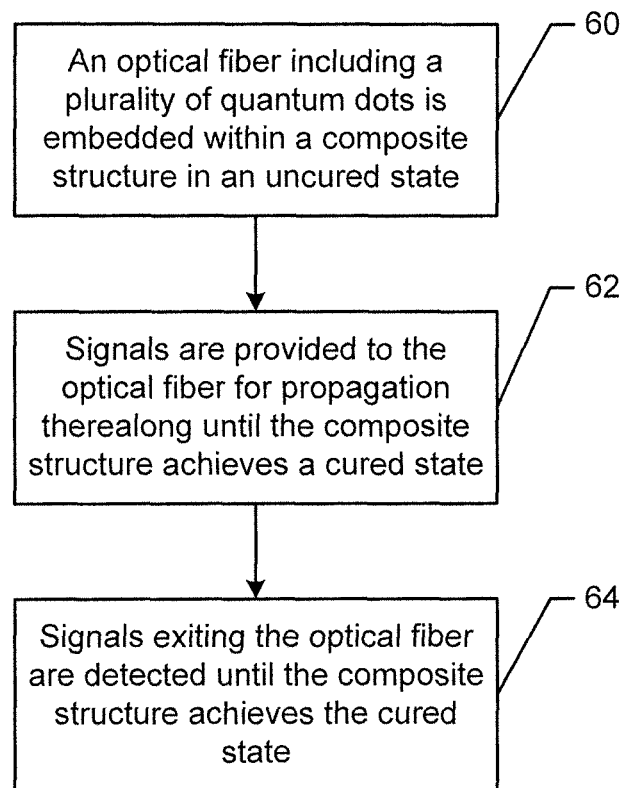 An optical fiber including a
plurality of quantum dots is
embedded within a composite
structure in an uncured state
60
Signals are provided to the
optical fiber for propagation
therealong until the composite
structure achieves a cured state
62
Signals exiting the optical fiber
are detected until the composite
structure achieves the cured
state
64